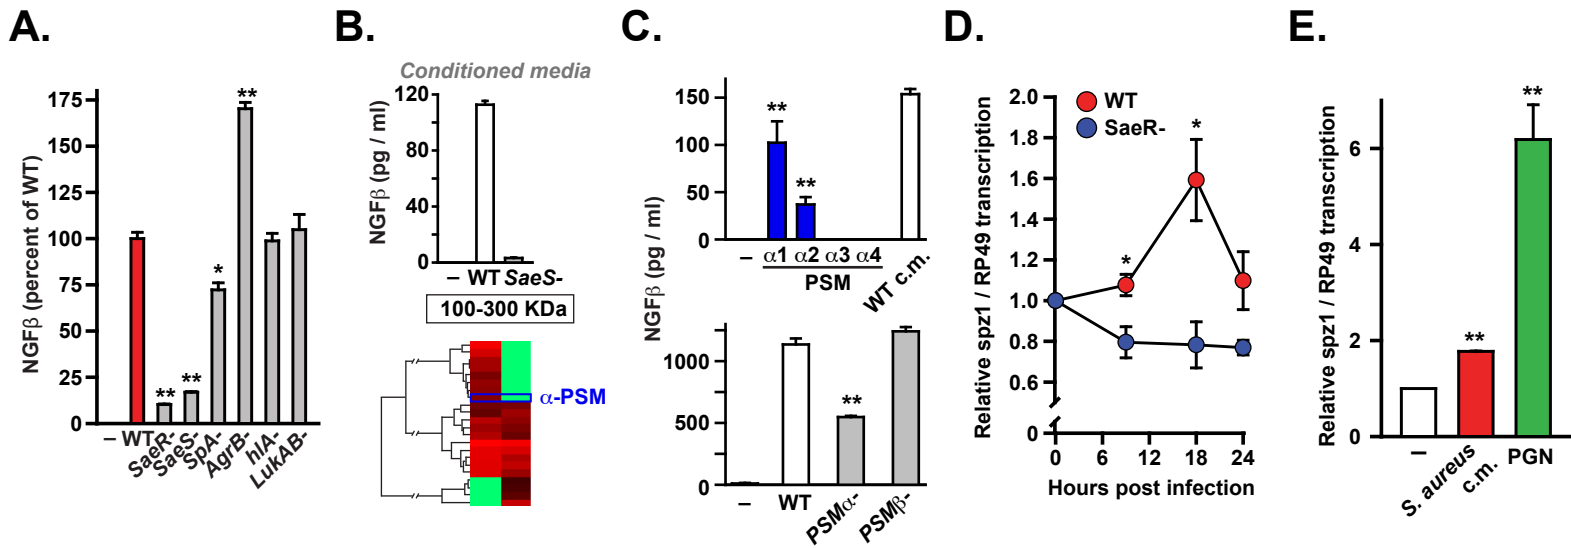 A.
NGFβ (percent of WT)
175
150
125
100
75
50
25
0
**
**
*
**
–
WT
SaeR-
SaeS-
SpA-
AgrB-
hlA-
LukAB-
B.
Conditioned media
NGFβ (pg / ml)
120
80
40
0
– WT SaeS-
100-300 KDa
α-PSM
C.
NGFβ (pg / ml)
150
100
50
0
**
**
– α1 α2 α3 α4
PSM
WT c.m.
1000
500
0
**
–
WT
PSMα-
PSMβ-
D.
Relative spz1 / RP49 transcription
2.0
1.8
1.6
1.4
1.2
1.0
0.8
0.6
0
WT
SaeR-
*
*
0 6 12 18 24
Hours post infection
E.
Relative spz1 / RP49 transcription
6
4
2
0
**
**
–
S. aureus
c.m.
PGN